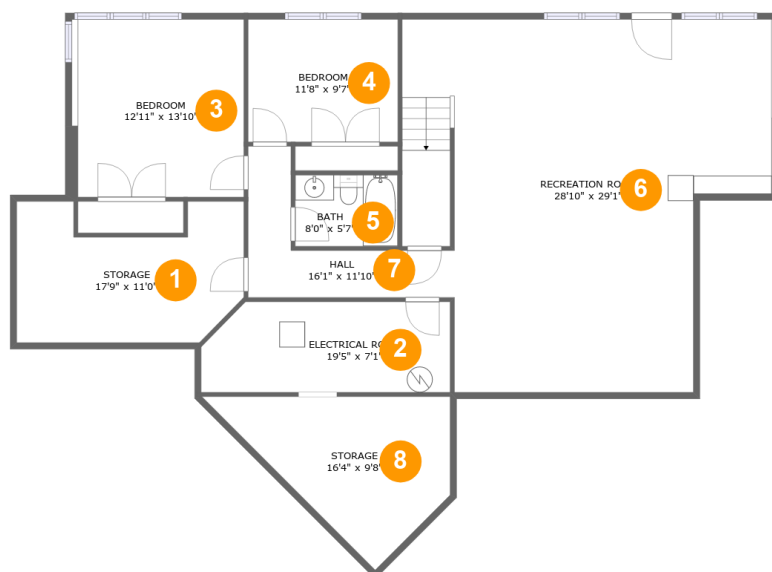 BEDROOM
11'8" x 9'7"
4
BEDROOM
12'11" x 13'10"
3
RECREATION RO
28'10" x 29'1"
6
BATH
8'0" x 5'7"
5
HALL
16'1" x 11'10"
7
STORAGE
17'9" x 11'0"
1
ELECTRICAL RO
19'5" x 7'1"
2
STORAGE
16'4" x 9'8"
8